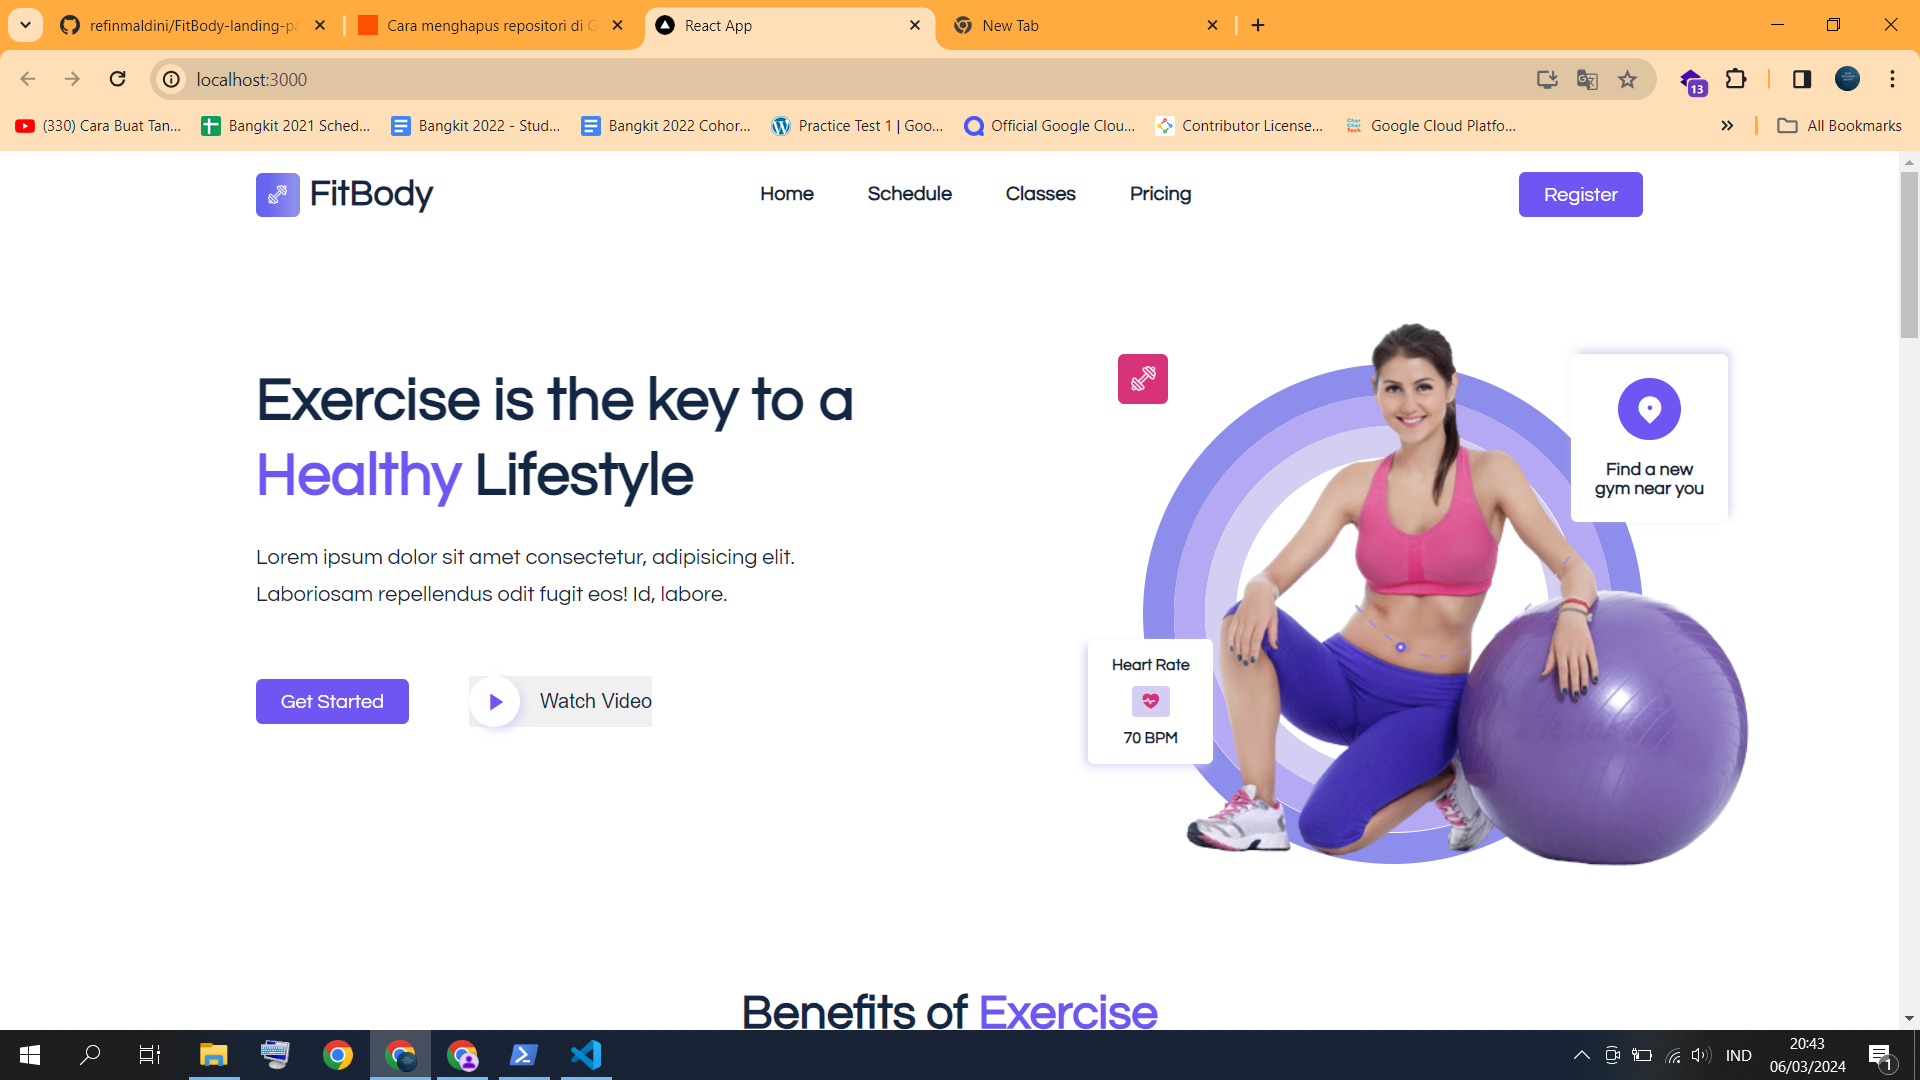 refinmaldini/FitBody-landing-pa
Cara menghapus repositori di G
React App
New Tab
localhost:3000
13
(330) Cara Buat Tan...
Bangkit 2021 Sched...
Bangkit 2022 - Stud...
Bangkit 2022 Cohor...
Practice Test 1 | Goo...
Official Google Clou...
Contributor License...
Google Cloud Platfo...
All Bookmarks
FitBody
Home
Schedule
Classes
Pricing
Register
Exercise is the key to a
Healthy Lifestyle
Lorem ipsum dolor sit amet consectetur, adipisicing elit.
Laboriosam repellendus odit fugit eos! Id, labore.
Get Started
Watch Video
Find a new
gym near you
Heart Rate
70 BPM
Benefits of Exercise
IND
20:43
06/03/2024
1